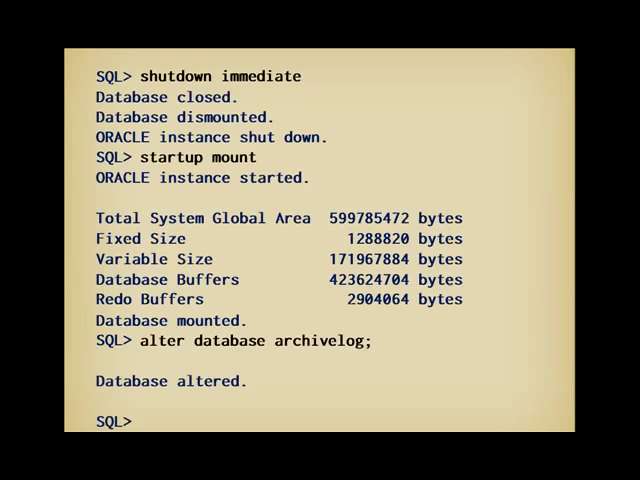 SQL> shutdown immediate
Database closed.
Database dismounted.
ORACLE instance shut down.
SQL> startup mount
ORACLE instance started.
Total System Global Area 599785472 bytes
Fixed Size 1288820 bytes
Variable Size 171967884 bytes
Database Buffers 423624704 bytes
Redo Buffers 2904064 bytes
Database mounted.
SQL> alter database archivelog;
Database altered.
SQL>